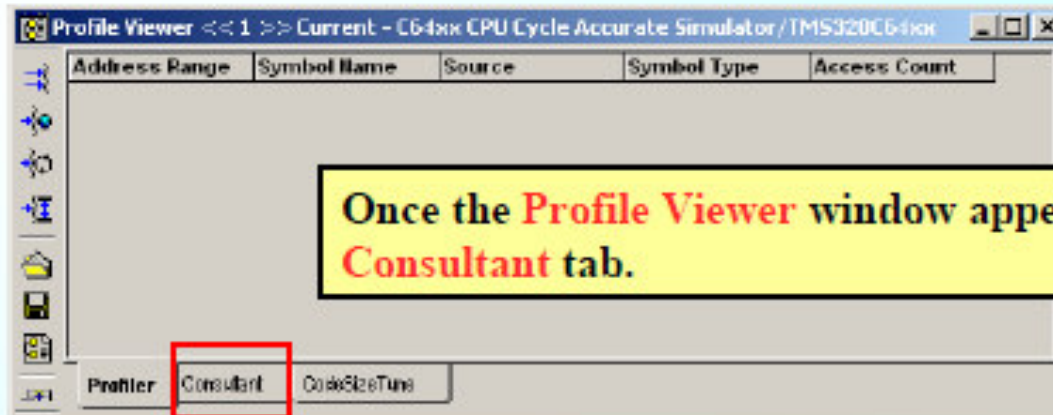 Profile Viewer << 1 >> Current - C64xx CPU Cycle Accurate Simulator/TMS320C64xx
Address Range Symbol Name Source Symbol Type Access Count
Once the Profile Viewer window appe
Consultant tab.
Profiler Consultant CodeSizeTune